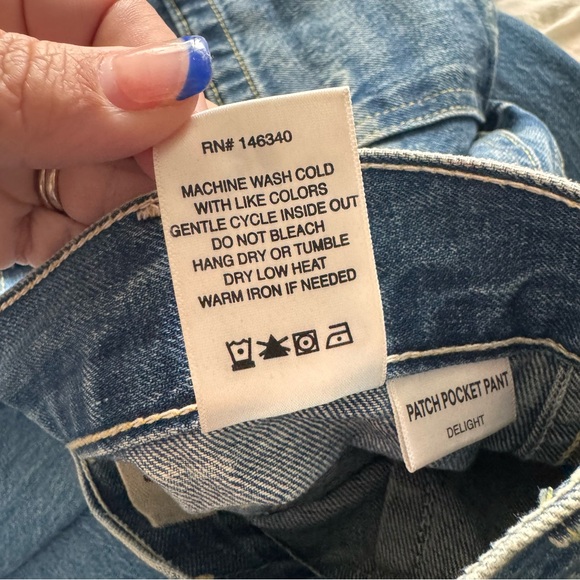 RN# 146340
MACHINE WASH COLD
WITH LIKE COLORS
GENTLE CYCLE INSIDE OUT
DO NOT BLEACH
HANG DRY OR TUMBLE
DRY LOW HEAT
WARM IRON IF NEEDED
PATCH POCKET PANT
DELIGHT